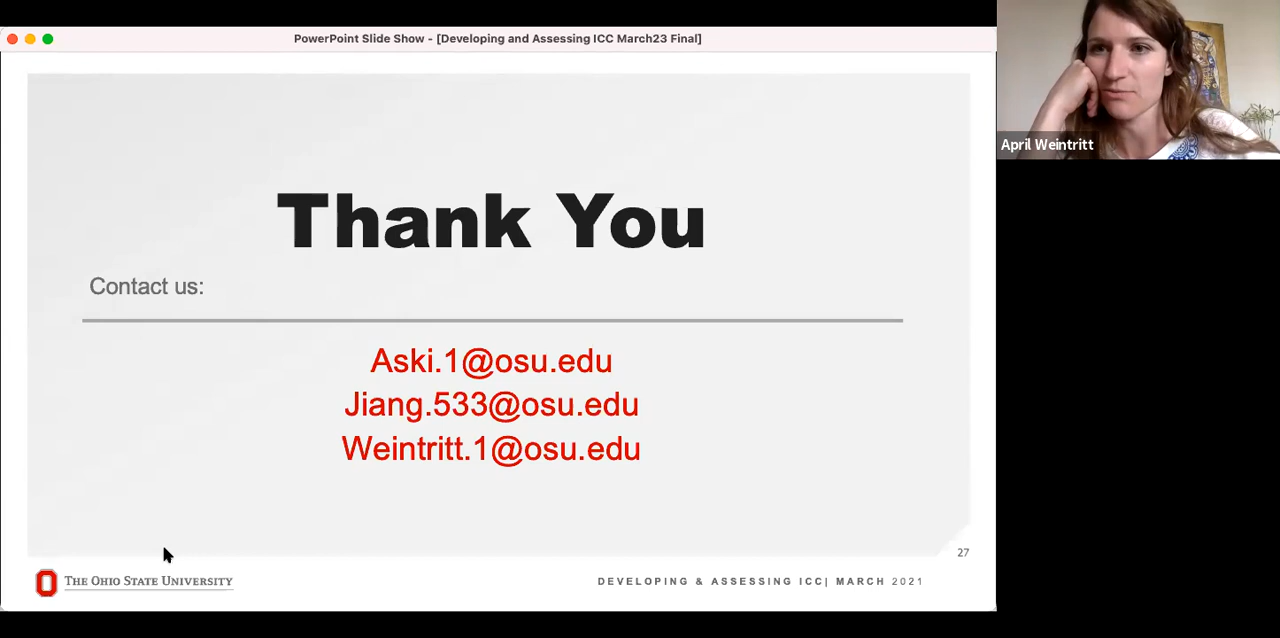 PowerPoint Slide Show - [Developing and Assessing ICC March23 Final]
April Weintritt
Thank You
Contact us:
Aski.1@osu.edu
Jiang.533@osu.edu
Weintritt.1@osu.edu
27
THE OHIO STATE UNIVERSITY
DEVELOPING & ASSESSING ICC| MARCH 2021